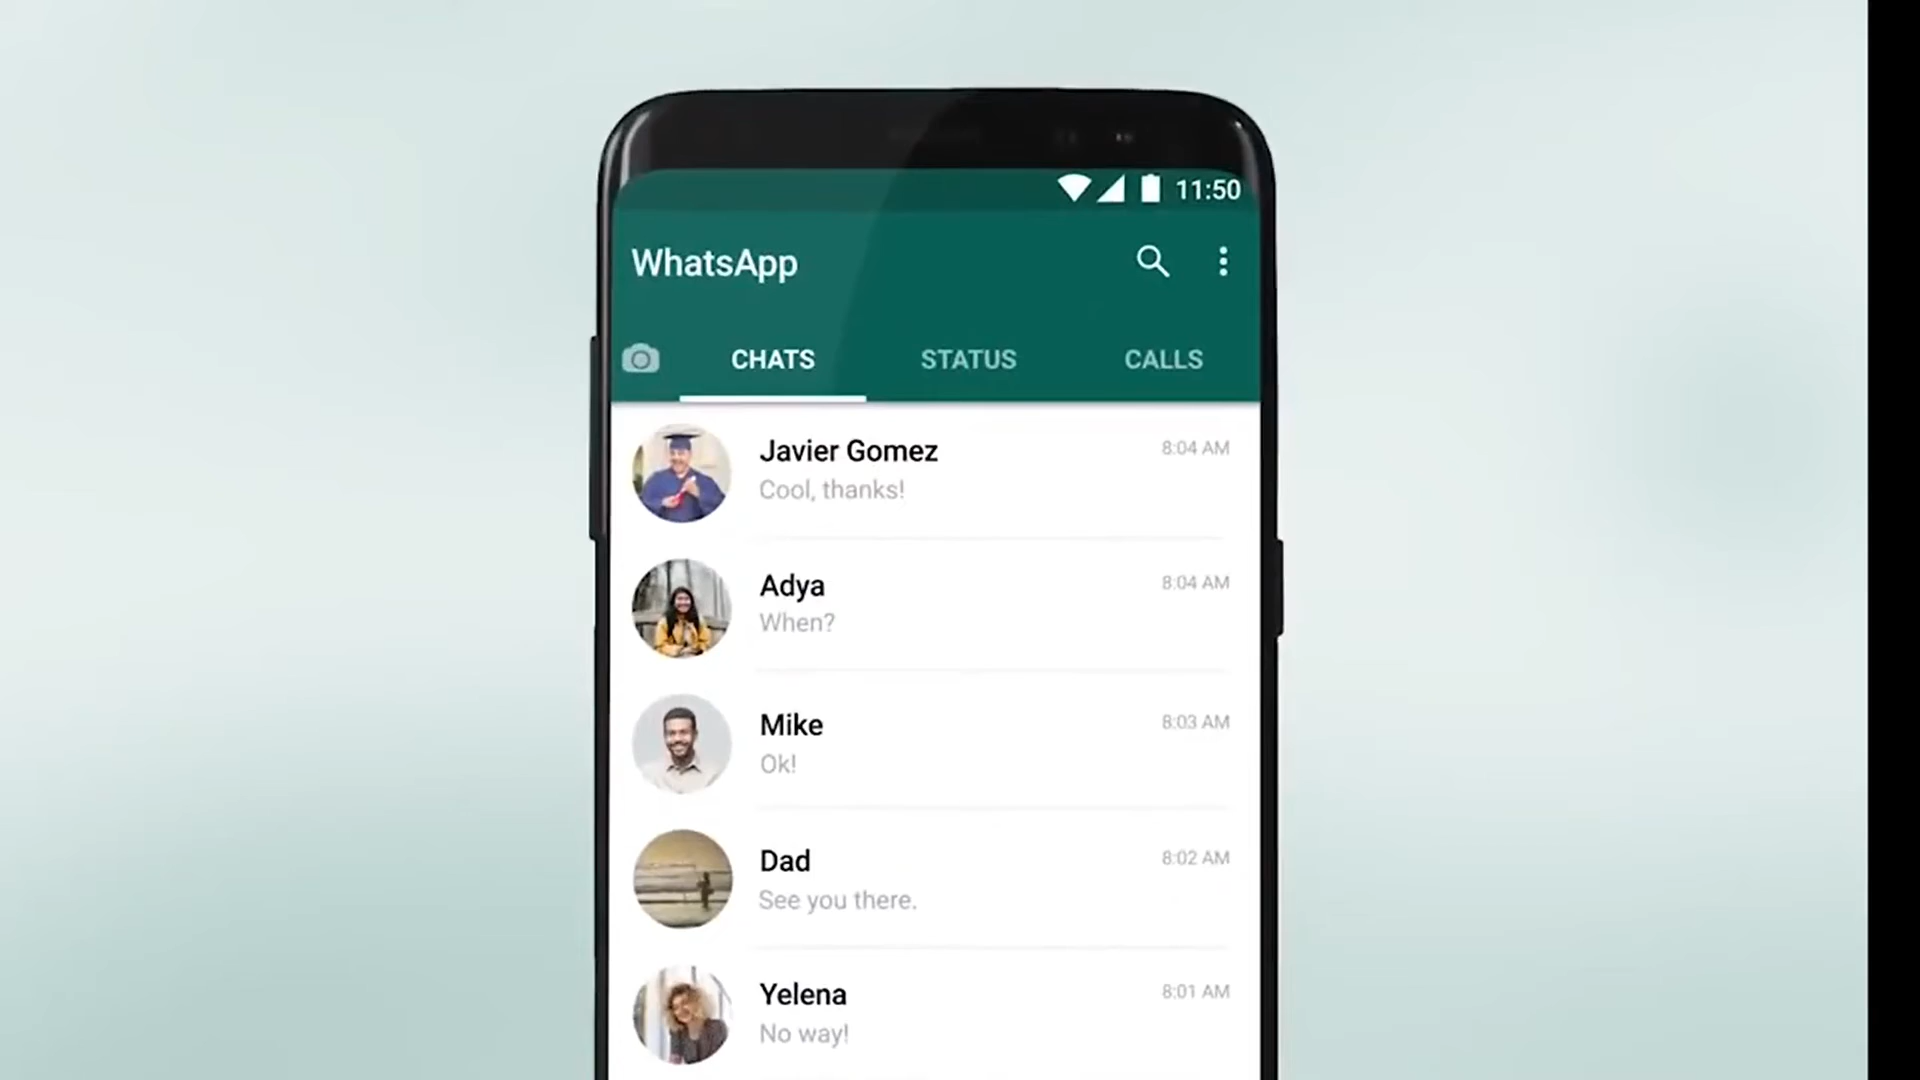 11:50
WhatsApp
CHATS STATUS CALLS
Javier Gomez 8:04 AM
Cool, thanks!
Adya 8:04 AM
When?
Mike 8:03 AM
Ok!
Dad 8:02 AM
See you there.
Yelena 8:01 AM
No way!